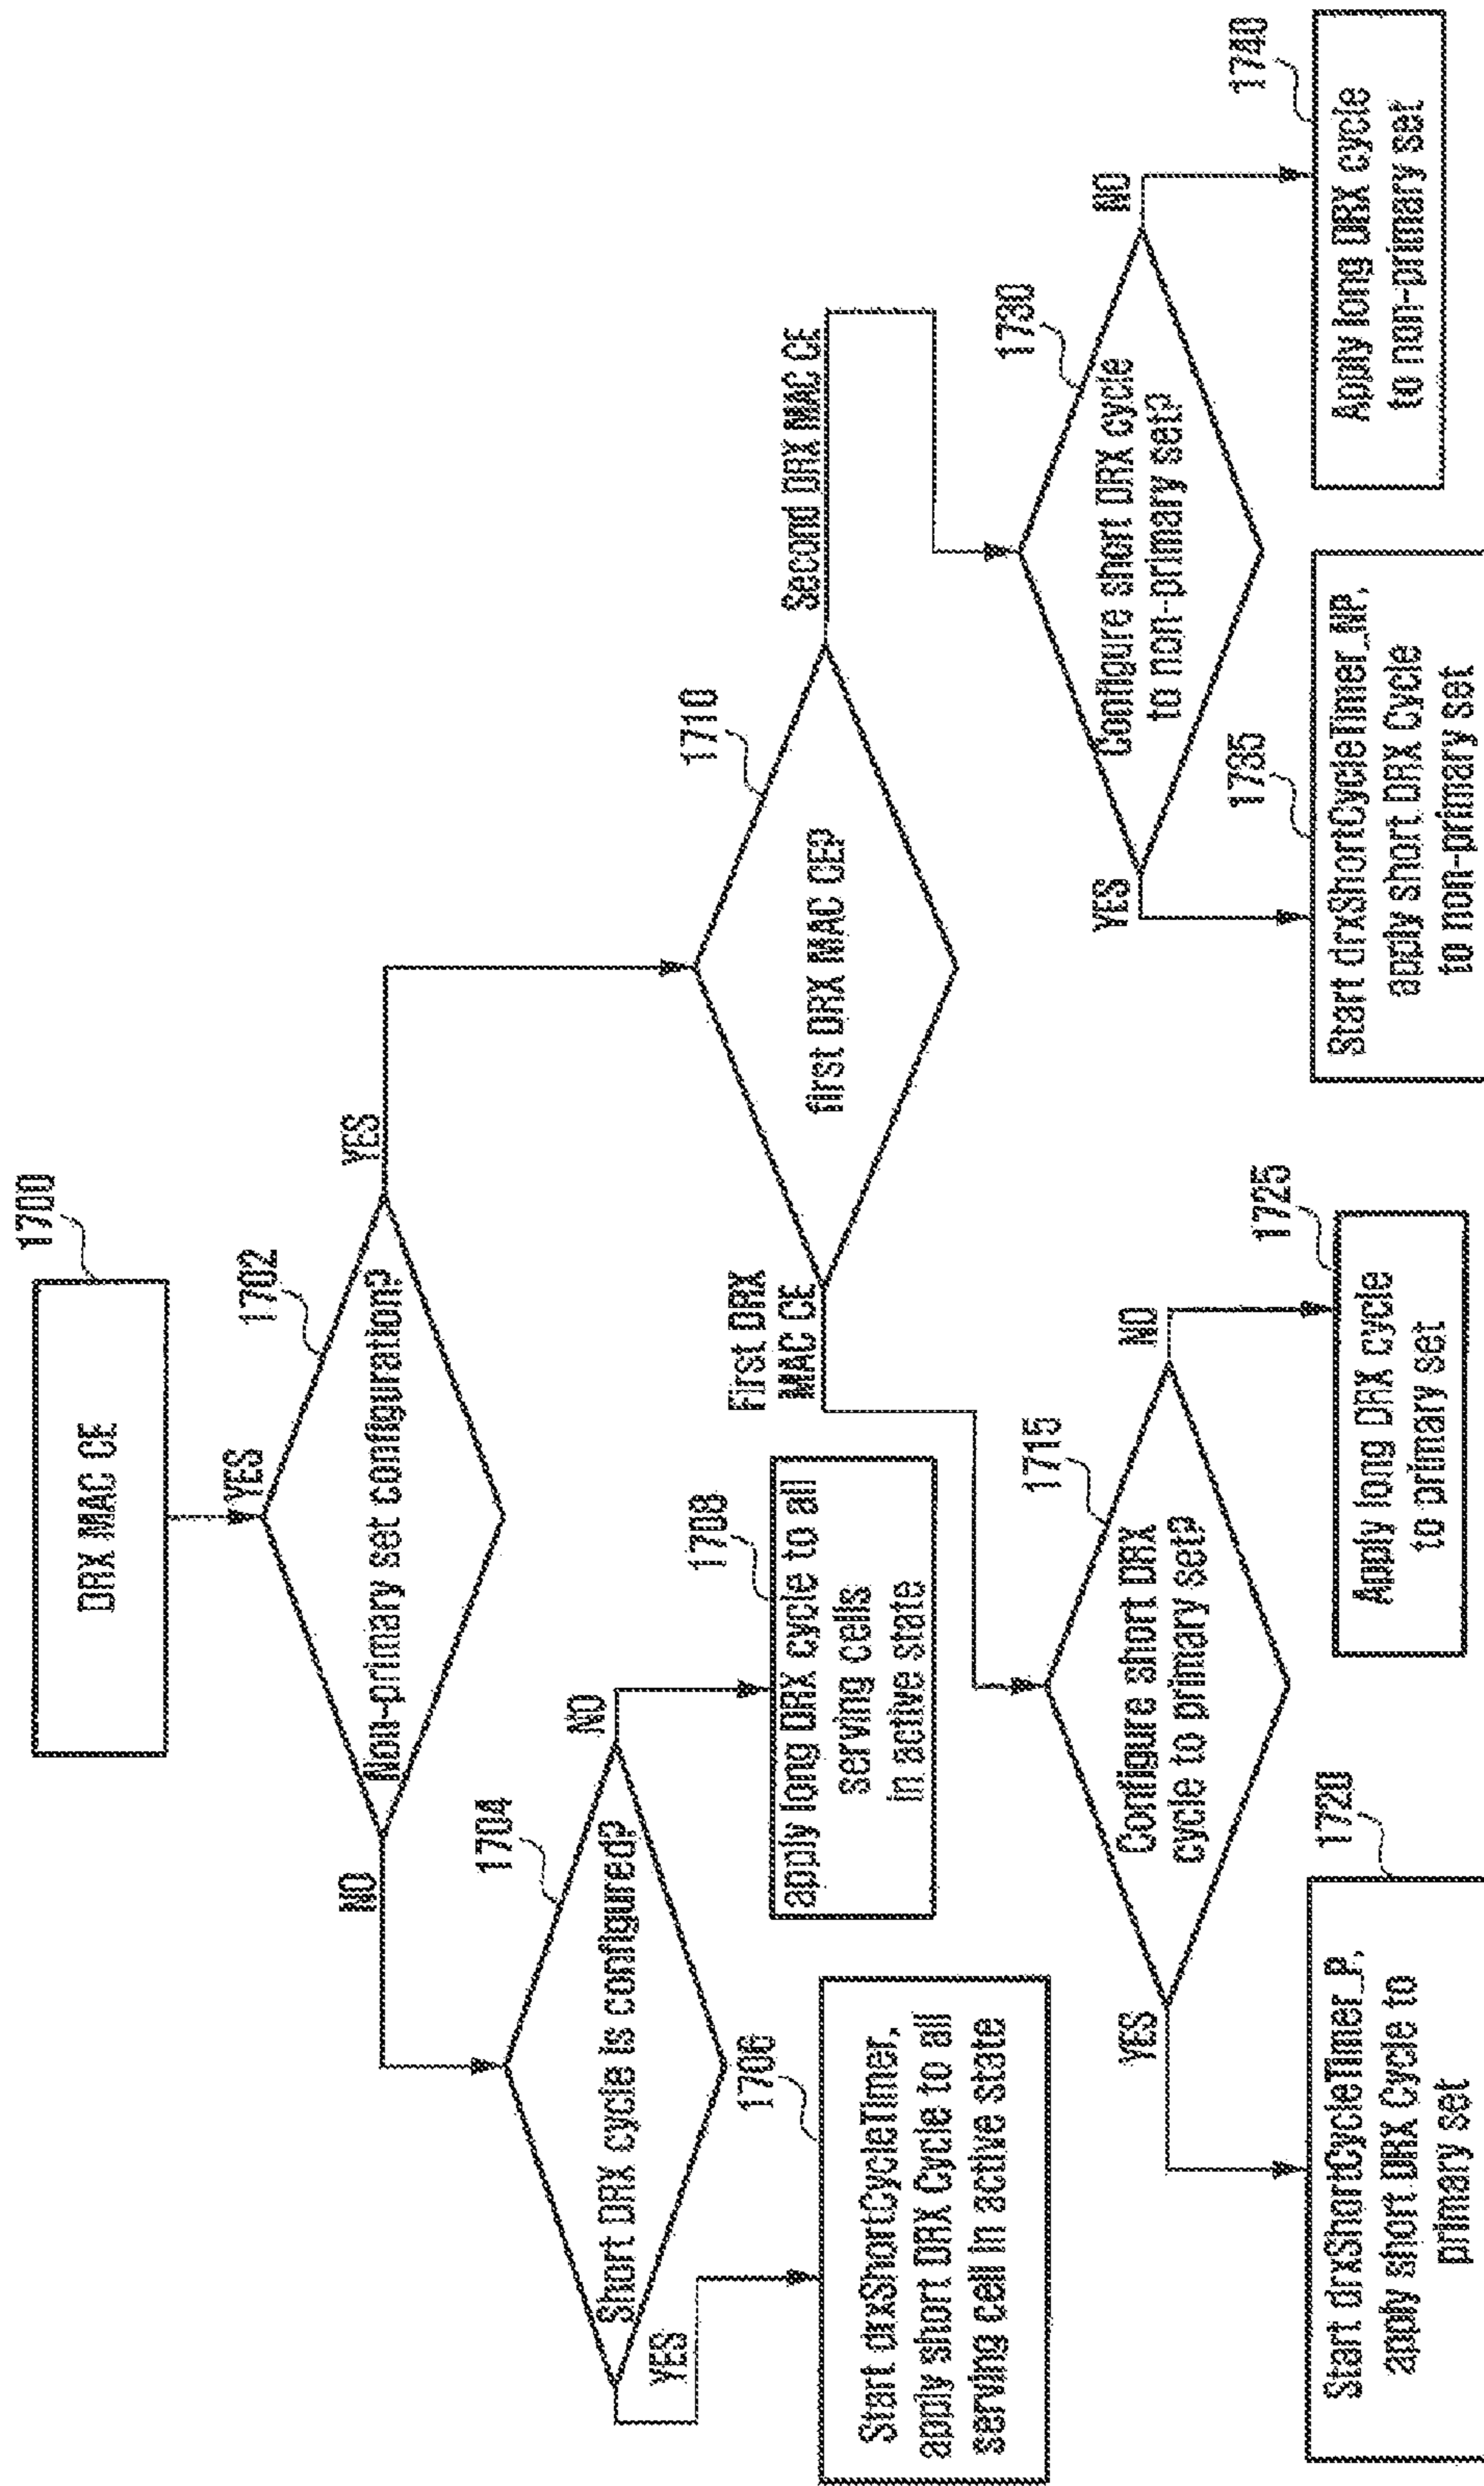 1700
DRX MAC CE
YES
1702
Non-primary set configuration?
NO
YES
1704
Short DRX cycle is configured?
YES
NO
1706
Start drxShortCycleTimer,
apply short DRX Cycle to all
serving cell in active state
1708
apply long DRX cycle to all
serving cells
in active state
1710
first DRX MAC CE?
First DRX
MAC CE
Second DRX MAC CE
1715
Configure short DRX
cycle to primary set?
YES
NO
1720
Start drxShortCycleTimer_P,
apply short DRX Cycle to
primary set
1725
Apply long DRX cycle
to primary set
1730
Configure short DRX cycle
to non-primary set?
YES
NO
1735
Start drxShortCycleTimer_NP,
apply short DRX Cycle
to non-primary set
1740
Apply long DRX cycle
to non-primary set